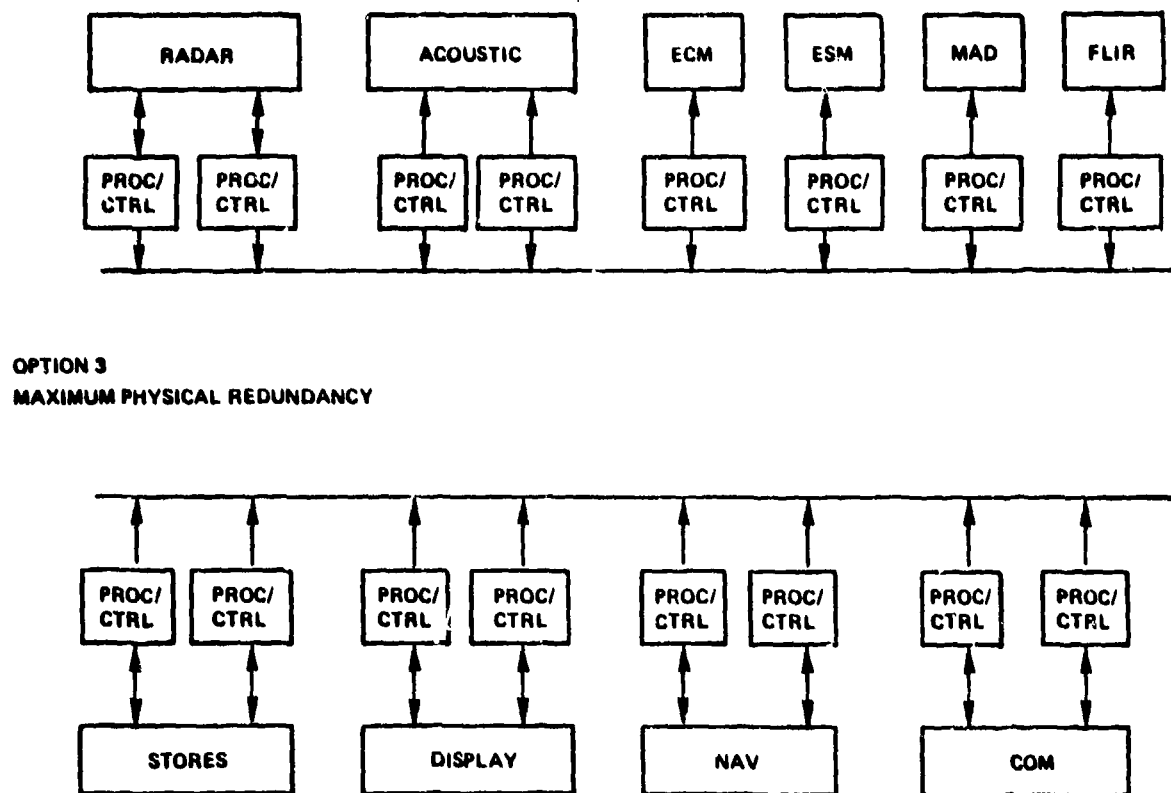 RADAR ACOUSTIC ECM ESM MAD FLIR
PROC/ PROC/ PROC/ PROC/ PROC/ PROC/ PROC/ PROC/
CTRL CTRL CTRL CTRL CTRL CTRL CTRL CTRL
OPTION 3
MAXIMUM PHYSICAL REDUNDANCY
PROC/ PROC/ PROC/ PROC/ PROC/ PROC/ PROC/ PROC/
CTRL CTRL CTRL CTRL CTRL CTRL CTRL CTRL
STORES DISPLAY NAV COM